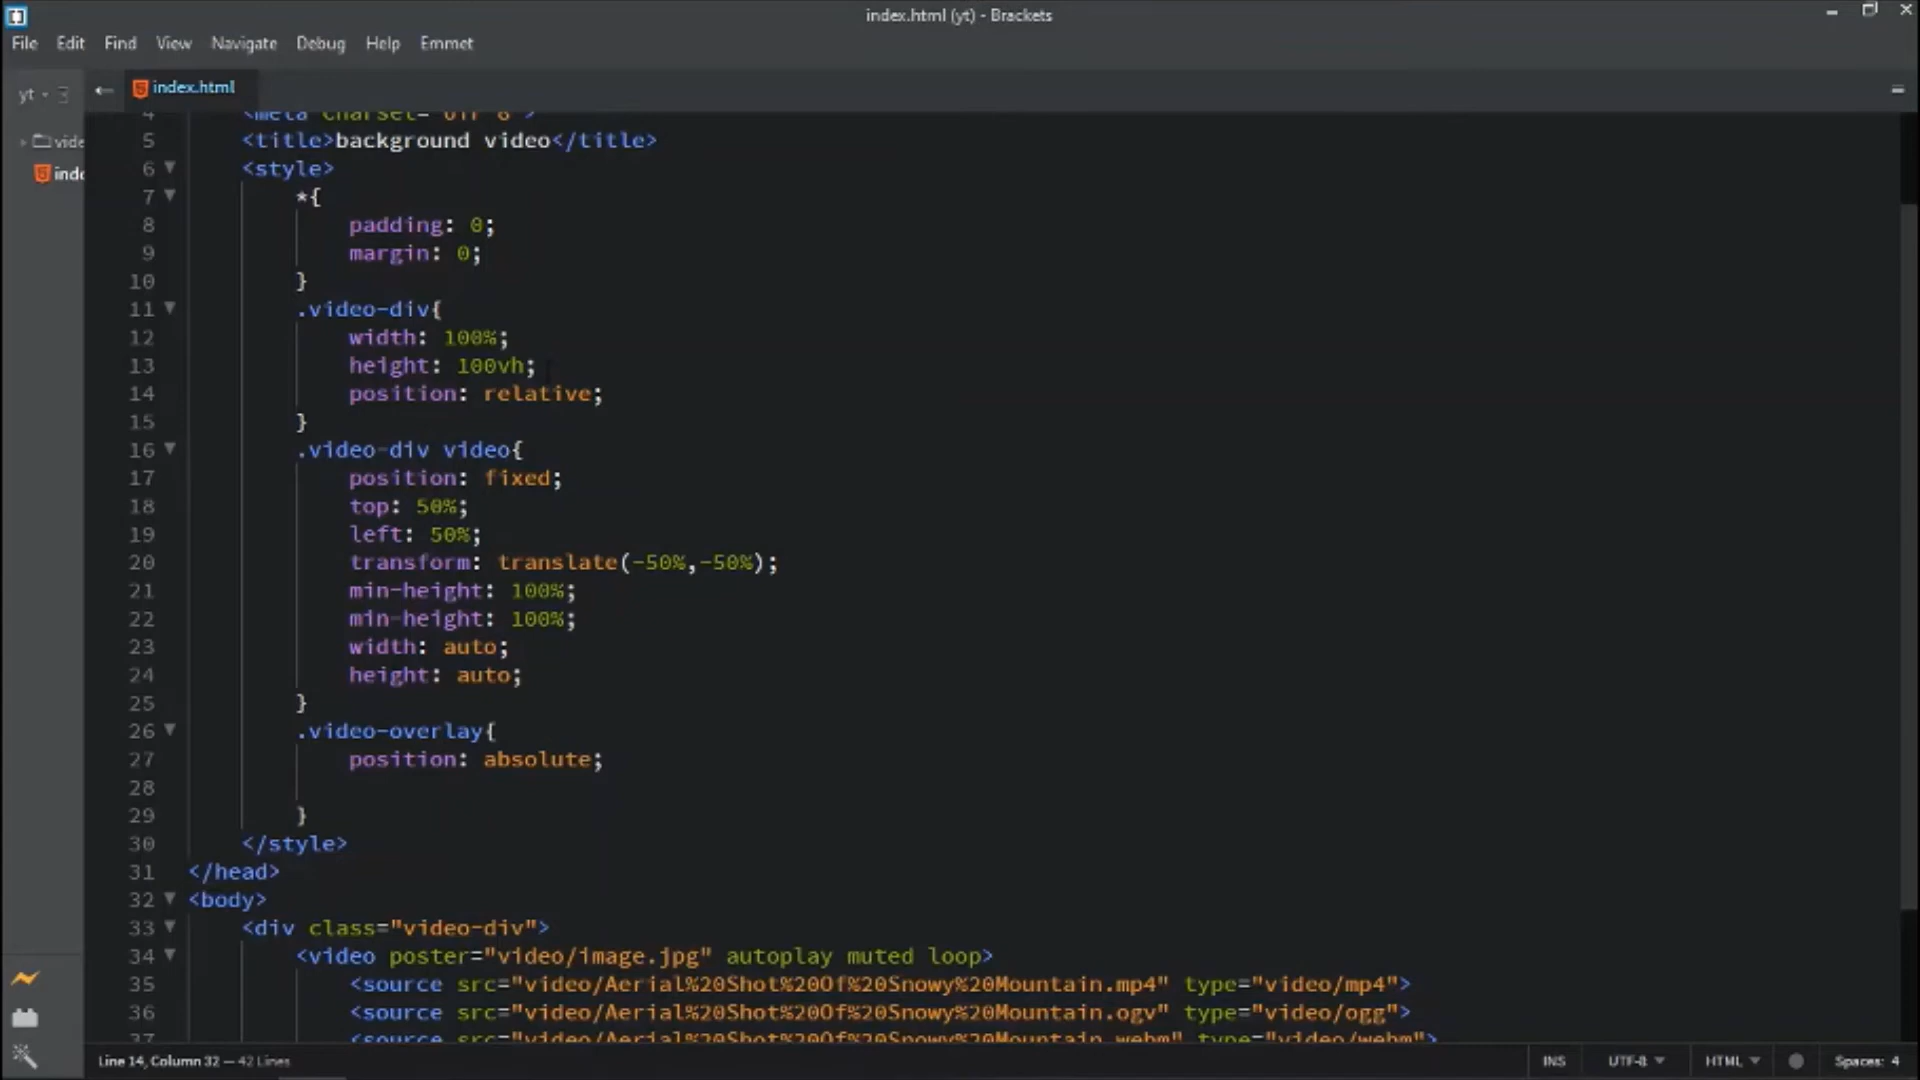 index.html (yt) - Brackets
File Edit Find View Navigate Debug Help Emmet
yt
index.html
vide
inde
4 <meta charset="utf-8">
5 <title>background video</title>
6 <style>
7 *{
8 padding: 0;
9 margin: 0;
10 }
11 .video-div{
12 width: 100%;
13 height: 100vh;
14 position: relative;
15 }
16 .video-div video{
17 position: fixed;
18 top: 50%;
19 left: 50%;
20 transform: translate(-50%,-50%);
21 min-height: 100%;
22 min-height: 100%;
23 width: auto;
24 height: auto;
25 }
26 .video-overlay{
27 position: absolute;
28
29 }
30 </style>
31 </head>
32 <body>
33 <div class="video-div">
34 <video poster="video/image.jpg" autoplay muted loop>
35 <source src="video/Aerial%20Shot%20Of%20Snowy%20Mountain.mp4" type="video/mp4">
36 <source src="video/Aerial%20Shot%20Of%20Snowy%20Mountain.ogv" type="video/ogg">
37 <source src="video/Aerial%20Shot%20Of%20Snowy%20Mountain.webm" type="video/webm">
Line 14, Column 32 — 42 Lines
INS UTF-8 HTML Spaces: 4